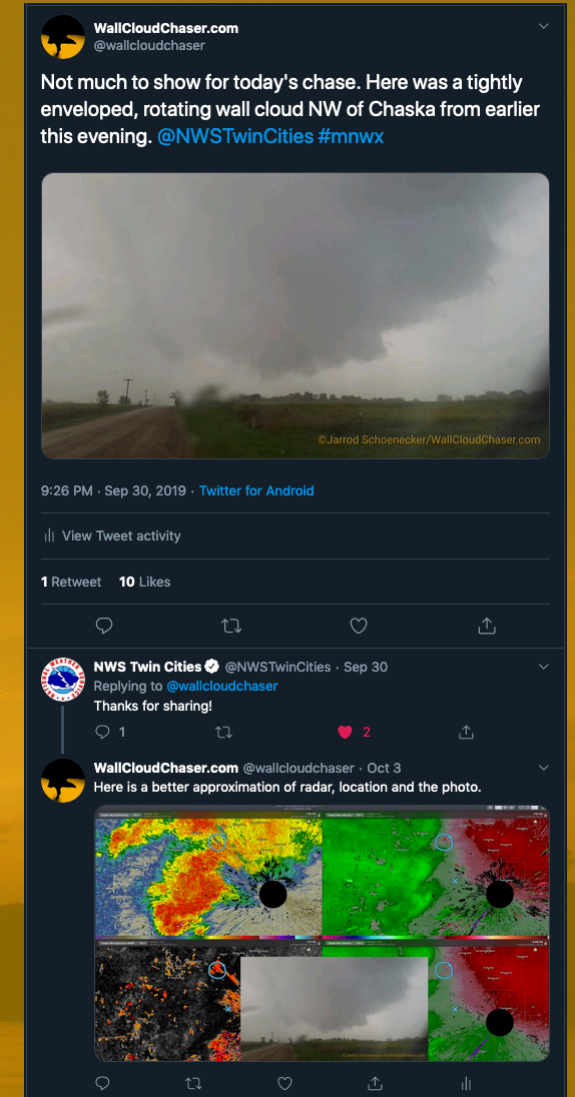 WallCloudChaser.com
@wallcloudchaser
Not much to show for today's chase. Here was a tightly
enveloped, rotating wall cloud NW of Chaska from earlier
this evening. @NWSTwinCities #mnwx
©Jarrod Schoenecker/WallCloudChaser.com
9:26 PM · Sep 30, 2019 · Twitter for Android
View Tweet activity
1 Retweet 10 Likes
NWS Twin Cities @NWSTwinCities · Sep 30
Replying to @wallcloudchaser
Thanks for sharing!
1 2
WallCloudChaser.com @wallcloudchaser · Oct 3
Here is a better approximation of radar, location and the photo.